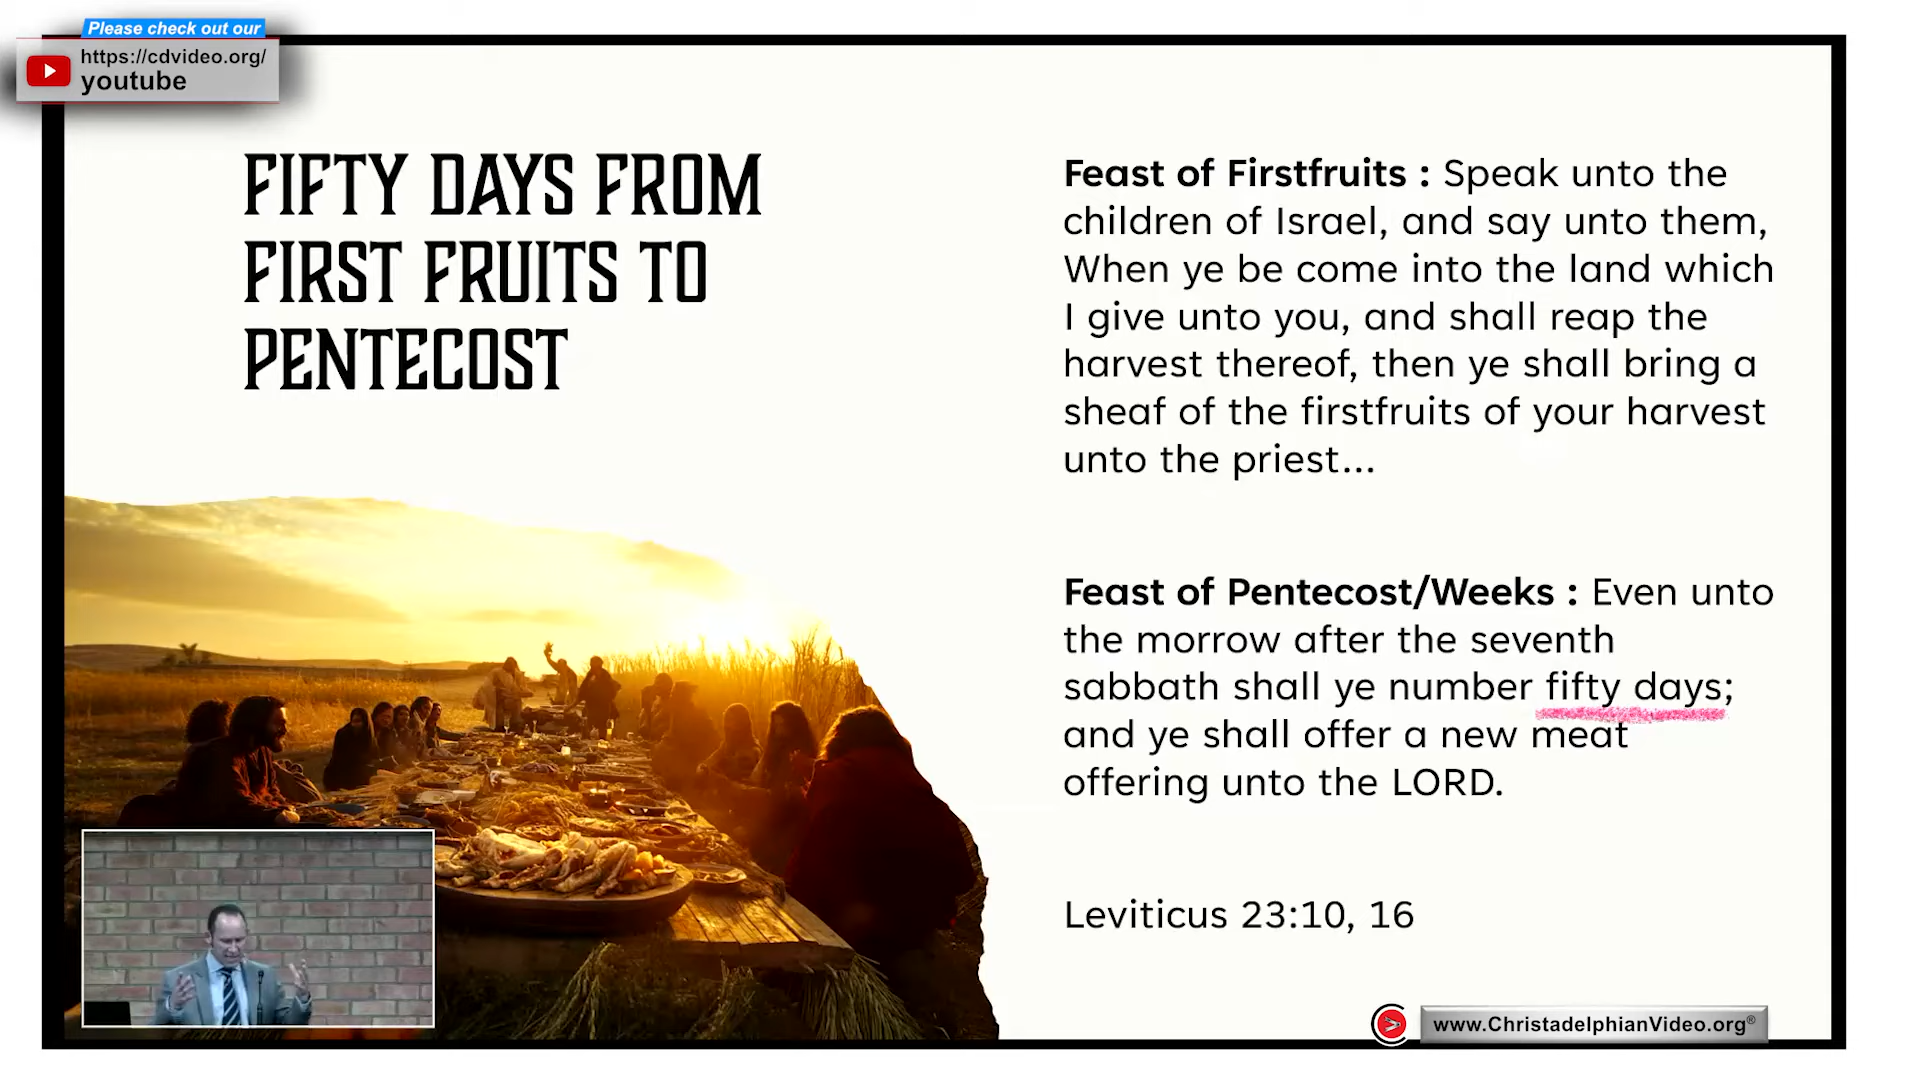 Please check out our
https://cdvideo.org/
youtube
FIFTY DAYS FROM
FIRST FRUITS TO
PENTECOST
Feast of Firstfruits : Speak unto the
children of Israel, and say unto them,
When ye be come into the land which
I give unto you, and shall reap the
harvest thereof, then ye shall bring a
sheaf of the firstfruits of your harvest
unto the priest...
Feast of Pentecost/Weeks : Even unto
the morrow after the seventh
sabbath shall ye number fifty days;
and ye shall offer a new meat
offering unto the LORD.
Leviticus 23:10, 16
www.ChristadelphianVideo.org®